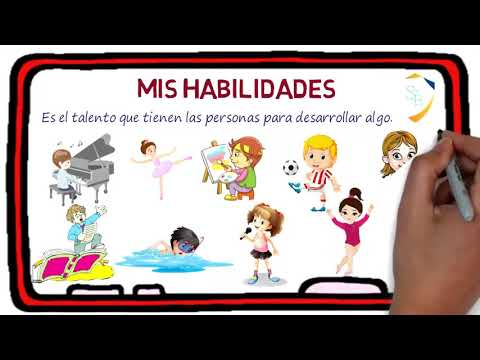 MIS HABILIDADES
Es el talento que tienen las personas para desarrollar algo.